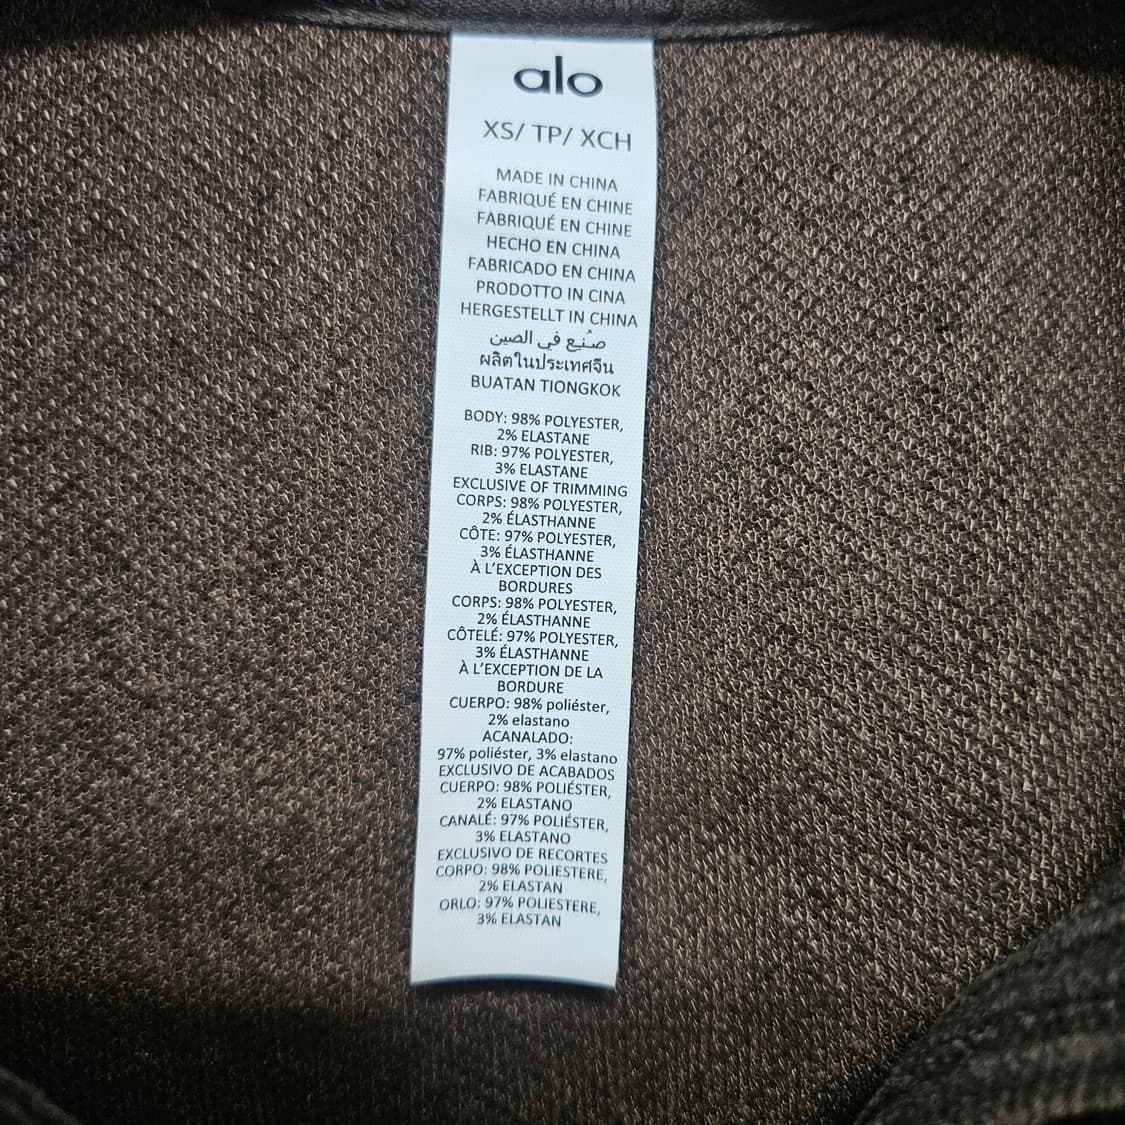 alo
XS/ TP/ XCH
MADE IN CHINA
FABRIQUÉ EN CHINE
FABRIQUÉ EN CHINE
HECHO EN CHINA
FABRICADO EN CHINA
PRODOTTO IN CINA
HERGESTELLT IN CHINA
صُنع في الصين
ผลิตในประเทศจีน
BUATAN TIONGKOK
BODY: 98% POLYESTER,
2% ELASTANE
RIB: 97% POLYESTER,
3% ELASTANE
EXCLUSIVE OF TRIMMING
CORPS: 98% POLYESTER,
2% ÉLASTHANNE
CÔTE: 97% POLYESTER,
3% ÉLASTHANNE
À L'EXCEPTION DES
BORDURES
CORPS: 98% POLYESTER,
2% ÉLASTHANNE
CÔTELÉ: 97% POLYESTER,
3% ÉLASTHANNE
À L'EXCEPTION DE LA
BORDURE
CUERPO: 98% poliéster,
2% elastano
ACANALADO:
97% poliéster, 3% elastano
EXCLUSIVO DE ACABADOS
CUERPO: 98% POLIÉSTER,
2% ELASTANO
CANALÉ: 97% POLIÉSTER,
3% ELASTANO
EXCLUSIVO DE RECORTES
CORPO: 98% POLIESTERE,
2% ELASTAN
ORLO: 97% POLIESTERE,
3% ELASTAN